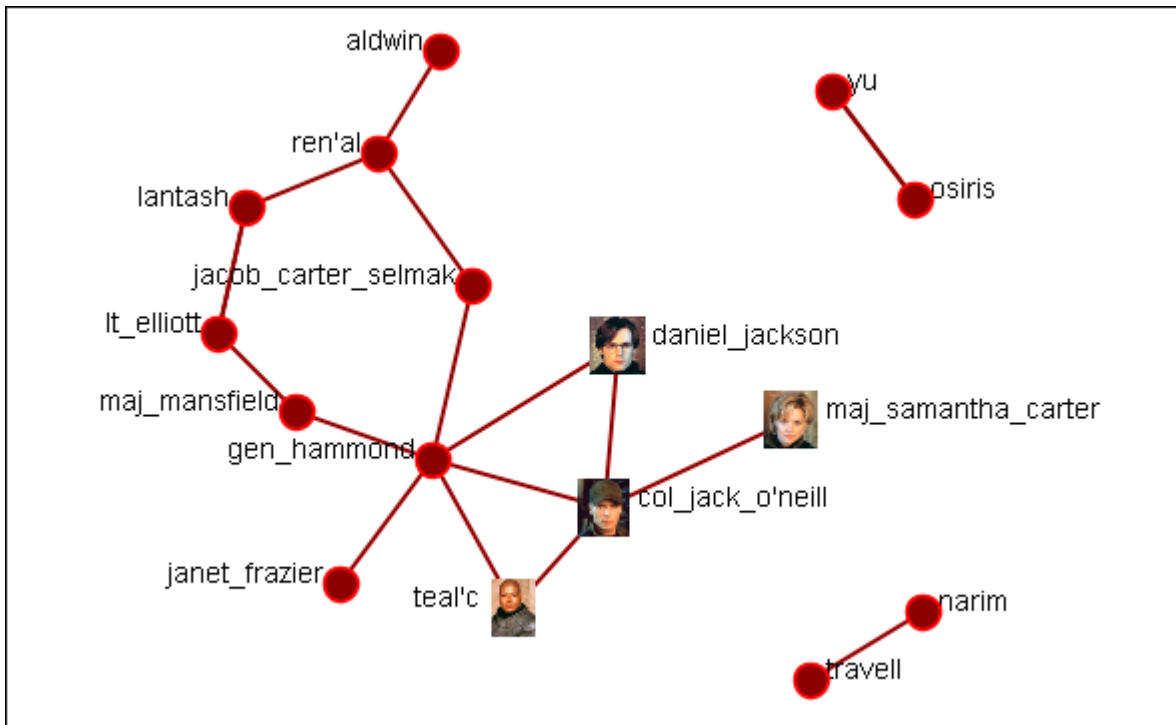 aldwin
yu
ren'al
osiris
lantash
jacob_carter_selmak
lt_elliott
daniel_jackson
maj_mansfield
maj_samantha_carter
gen_hammond
col_jack_o'neill
janet_frazier
teal'c
narim
travell